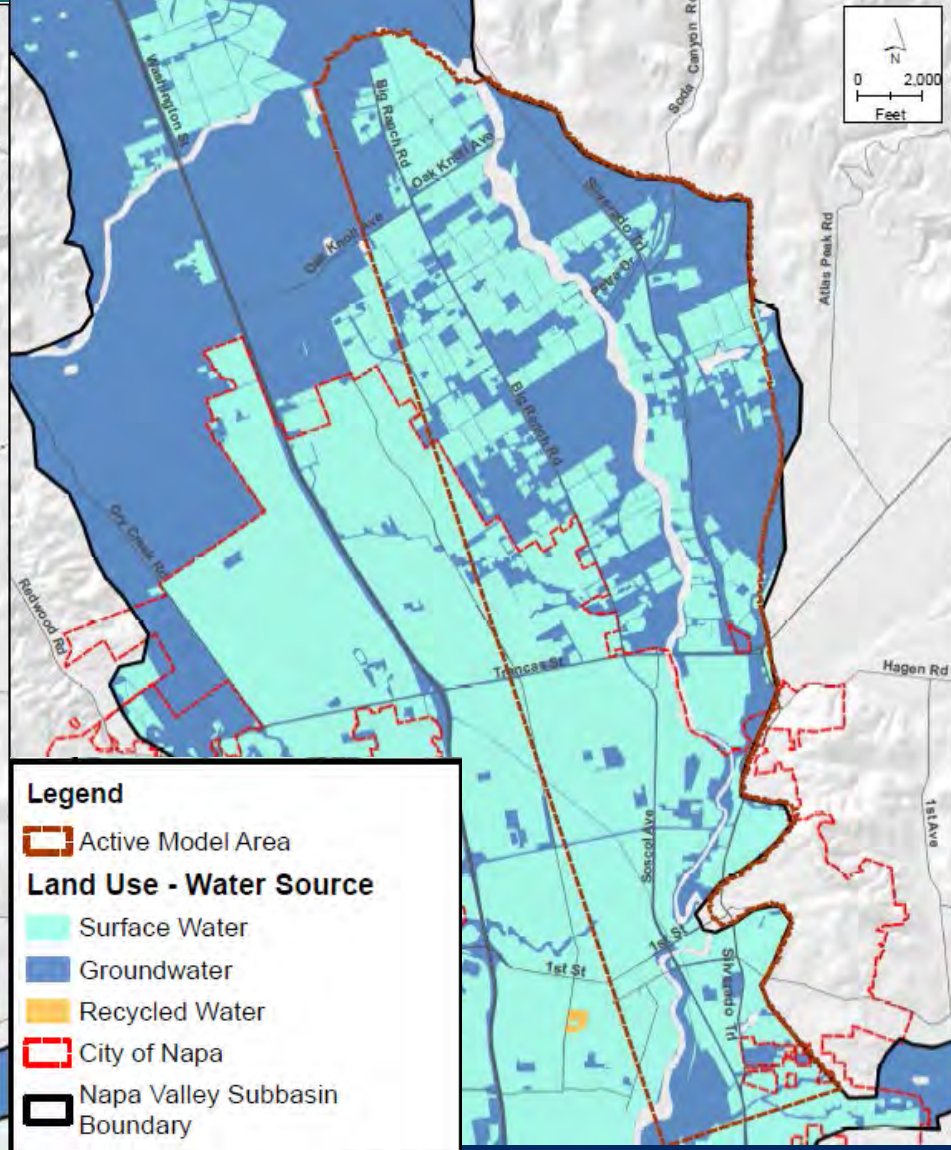 Washington St
Big Ranch Rd
Soda Canyon Rd
N
0 2,000
Feet
Oak Knoll Ave
Oak Knoll Ave
Silverado Trl
Petra Dr
Atlas Peak Rd
Big Ranch Rd
Dry Creek Rd
Redwood Rd
Trancas St
Hagen Rd
1st Ave
Soscol Ave
1st St
1st St
Silverado Trl
Legend
Active Model Area
Land Use - Water Source
Surface Water
Groundwater
Recycled Water
City of Napa
Napa Valley Subbasin
Boundary